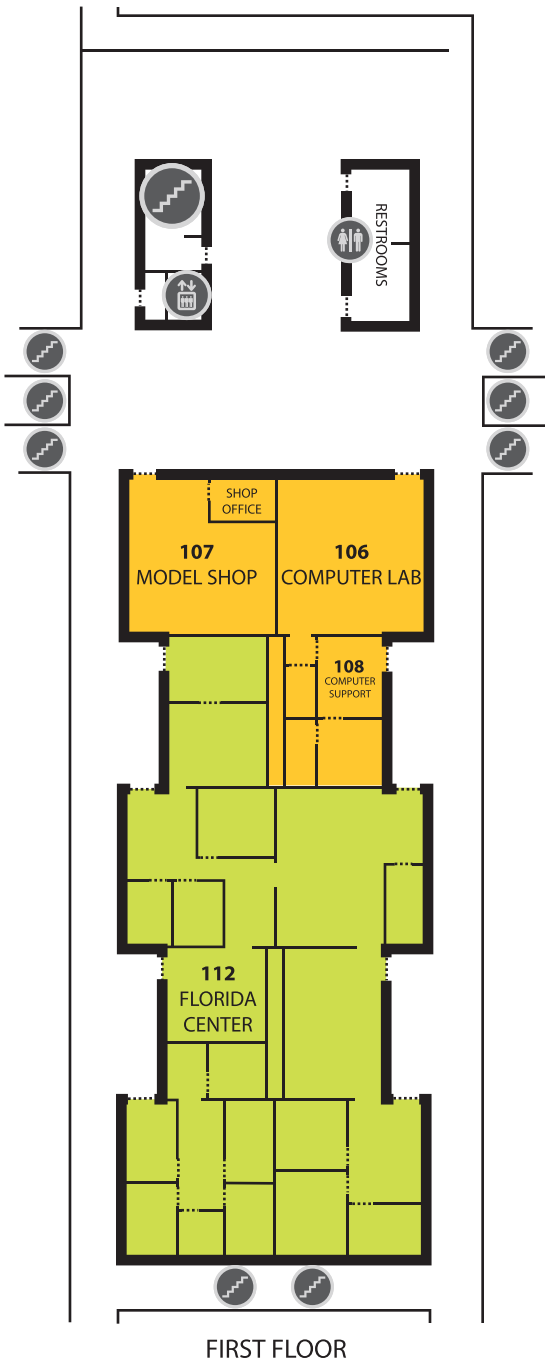 RESTROOMS
SHOP
OFFICE
107
MODEL SHOP
106
COMPUTER LAB
108
COMPUTER
SUPPORT
112
FLORIDA
CENTER
FIRST FLOOR